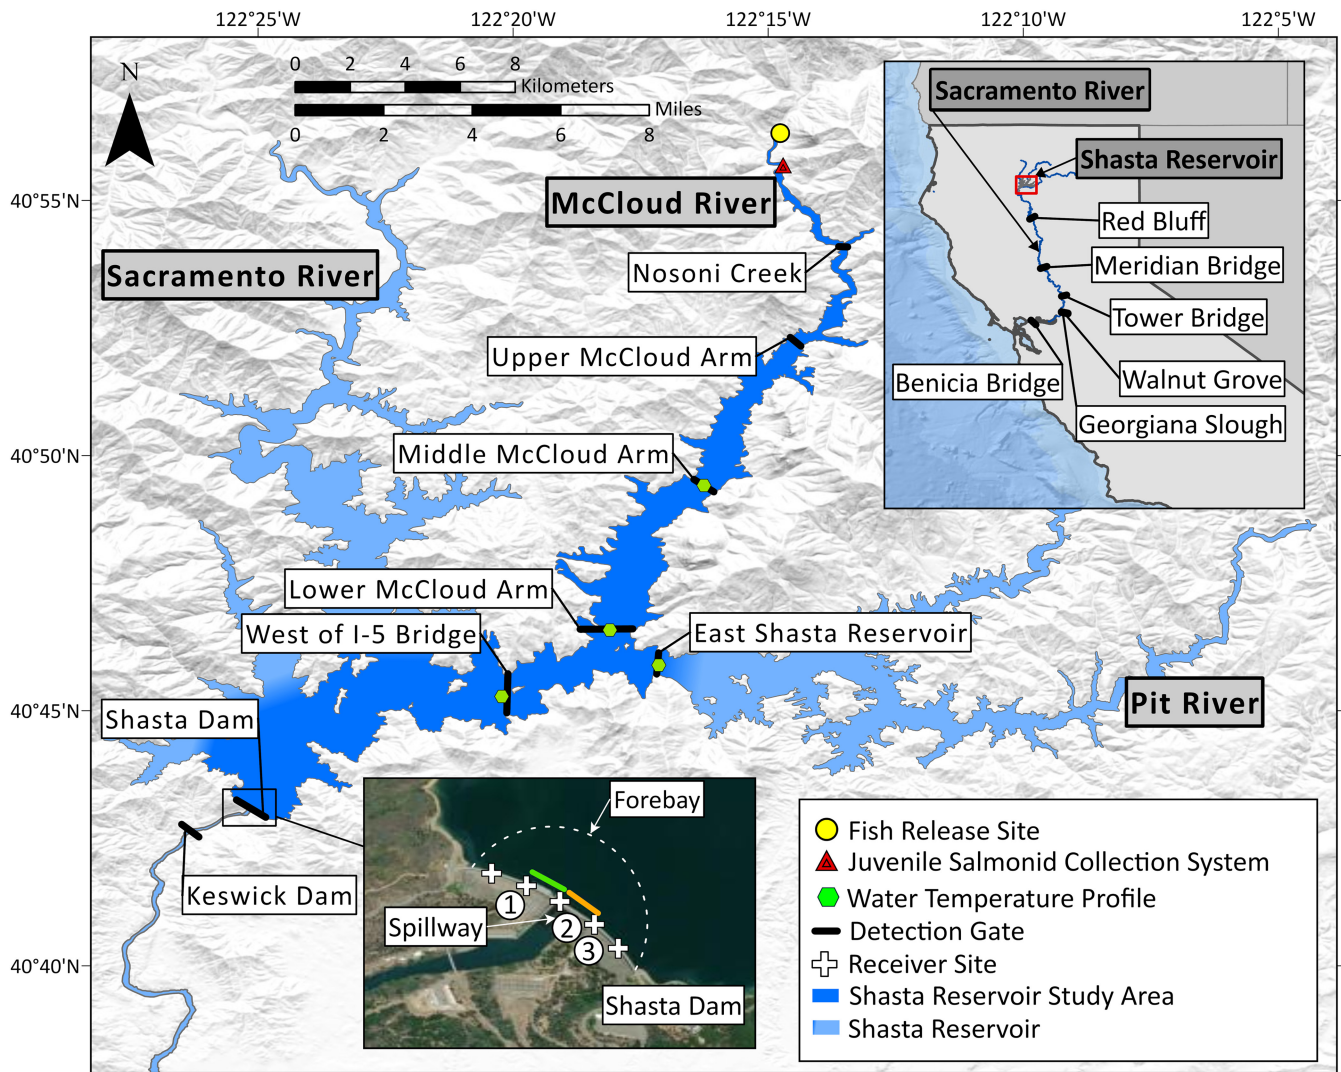 122°25'W 122°20'W 122°15'W 122°10'W 122°5'W
N
0 2 4 6 8
Kilometers
Miles
0 2 4 6 8
40°55'N
40°50'N
40°45'N
40°40'N
McCloud River
Sacramento River
Nosoni Creek
Upper McCloud Arm
Middle McCloud Arm
Lower McCloud Arm
West of I-5 Bridge
East Shasta Reservoir
Shasta Dam
Pit River
Keswick Dam
Sacramento River
Shasta Reservoir
Red Bluff
Meridian Bridge
Tower Bridge
Benicia Bridge
Walnut Grove
Georgiana Slough
Forebay
1
Spillway
2
3
Shasta Dam
Fish Release Site
Juvenile Salmonid Collection System
Water Temperature Profile
Detection Gate
Receiver Site
Shasta Reservoir Study Area
Shasta Reservoir